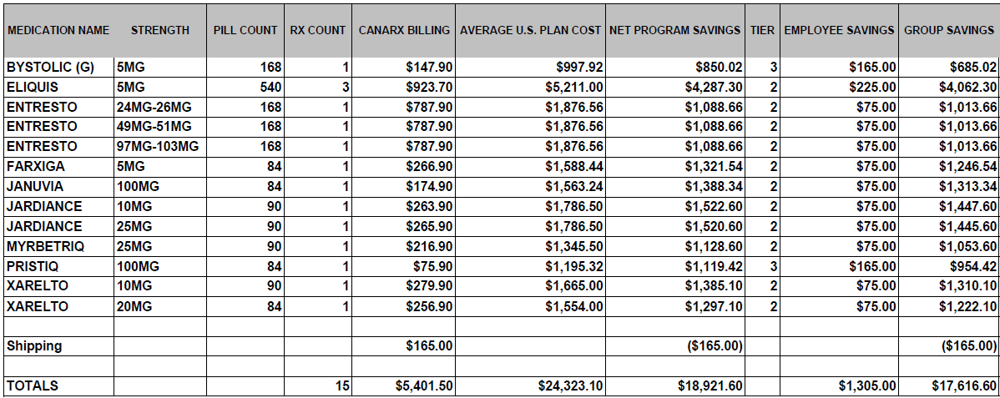 MEDICATION NAME STRENGTH PILL COUNT RX COUNT CANARX BILLING AVERAGE U.S. PLAN COST NET PROGRAM SAVINGS TIER EMPLOYEE SAVINGS GROUP SAVINGS
BYSTOLIC (G) 5MG 168 1 $147.90 $997.92 $850.02 3 $165.00 $685.02
ELIQUIS 5MG 540 3 $923.70 $5,211.00 $4,287.30 2 $225.00 $4,062.30
ENTRESTO 24MG-26MG 168 1 $787.90 $1,876.56 $1,088.66 2 $75.00 $1,013.66
ENTRESTO 49MG-51MG 168 1 $787.90 $1,876.56 $1,088.66 2 $75.00 $1,013.66
ENTRESTO 97MG-103MG 168 1 $787.90 $1,876.56 $1,088.66 2 $75.00 $1,013.66
FARXIGA 5MG 84 1 $266.90 $1,588.44 $1,321.54 2 $75.00 $1,246.54
JANUVIA 100MG 84 1 $174.90 $1,563.24 $1,388.34 2 $75.00 $1,313.34
JARDIANCE 10MG 90 1 $263.90 $1,786.50 $1,522.60 2 $75.00 $1,447.60
JARDIANCE 25MG 90 1 $265.90 $1,786.50 $1,520.60 2 $75.00 $1,445.60
MYRBETRIQ 25MG 90 1 $216.90 $1,345.50 $1,128.60 2 $75.00 $1,053.60
PRISTIQ 100MG 84 1 $75.90 $1,195.32 $1,119.42 3 $165.00 $954.42
XARELTO 10MG 90 1 $279.90 $1,665.00 $1,385.10 2 $75.00 $1,310.10
XARELTO 20MG 84 1 $256.90 $1,554.00 $1,297.10 2 $75.00 $1,222.10
Shipping $165.00 ($165.00) ($165.00)
TOTALS 15 $5,401.50 $24,323.10 $18,921.60 $1,305.00 $17,616.60